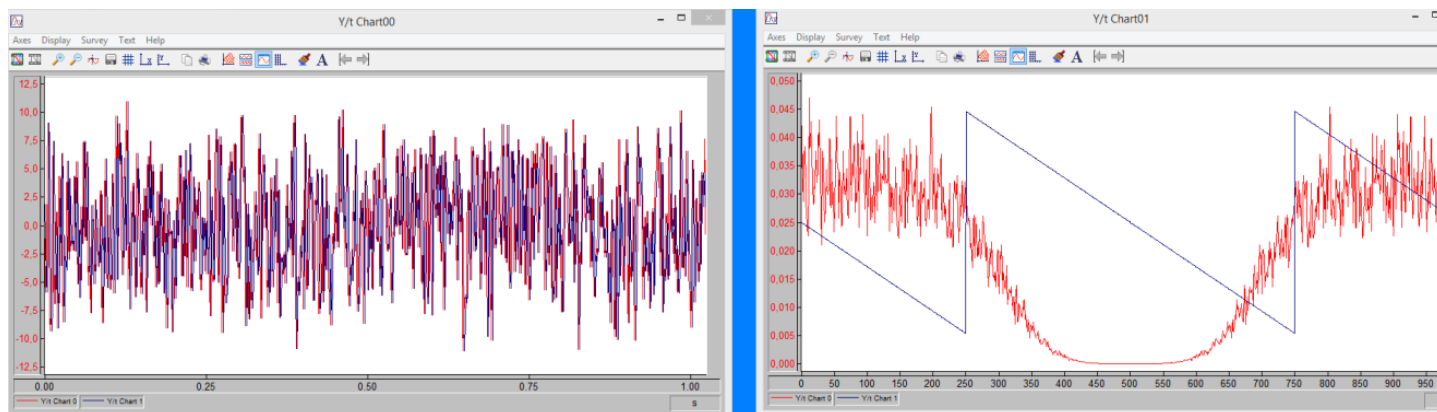 Y/t Chart00
Axes Display Survey Text Help
12,5
10,0
7,5
5,0
2,5
0,0
-2,5
-5,0
-7,5
-10,0
-12,5
0.00 0.25 0.50 0.75 1.00
Y/t Chart 0 Y/t Chart 1 s
Y/t Chart01
Axes Display Survey Text Help
0,050
0,045
0,040
0,035
0,030
0,025
0,020
0,015
0,010
0,005
0,000
0 50 100 150 200 250 300 350 400 450 500 550 600 650 700 750 800 850 900 950
Y/t Chart 0 Y/t Chart 1